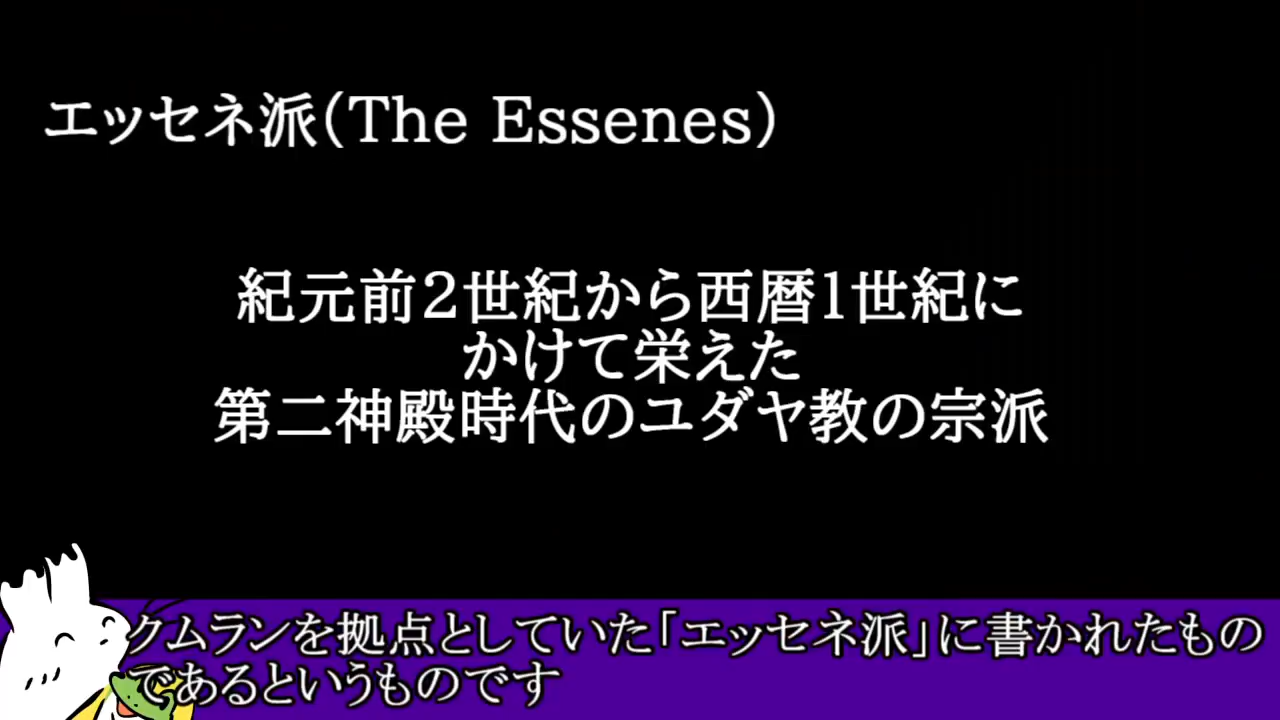 エッセネ派(The Essenes)
紀元前2世紀から西暦1世紀に
かけて栄えた
第二神殿時代のユダヤ教の宗派
クムランを拠点としていた「エッセネ派」に書かれたもの
であるというものです